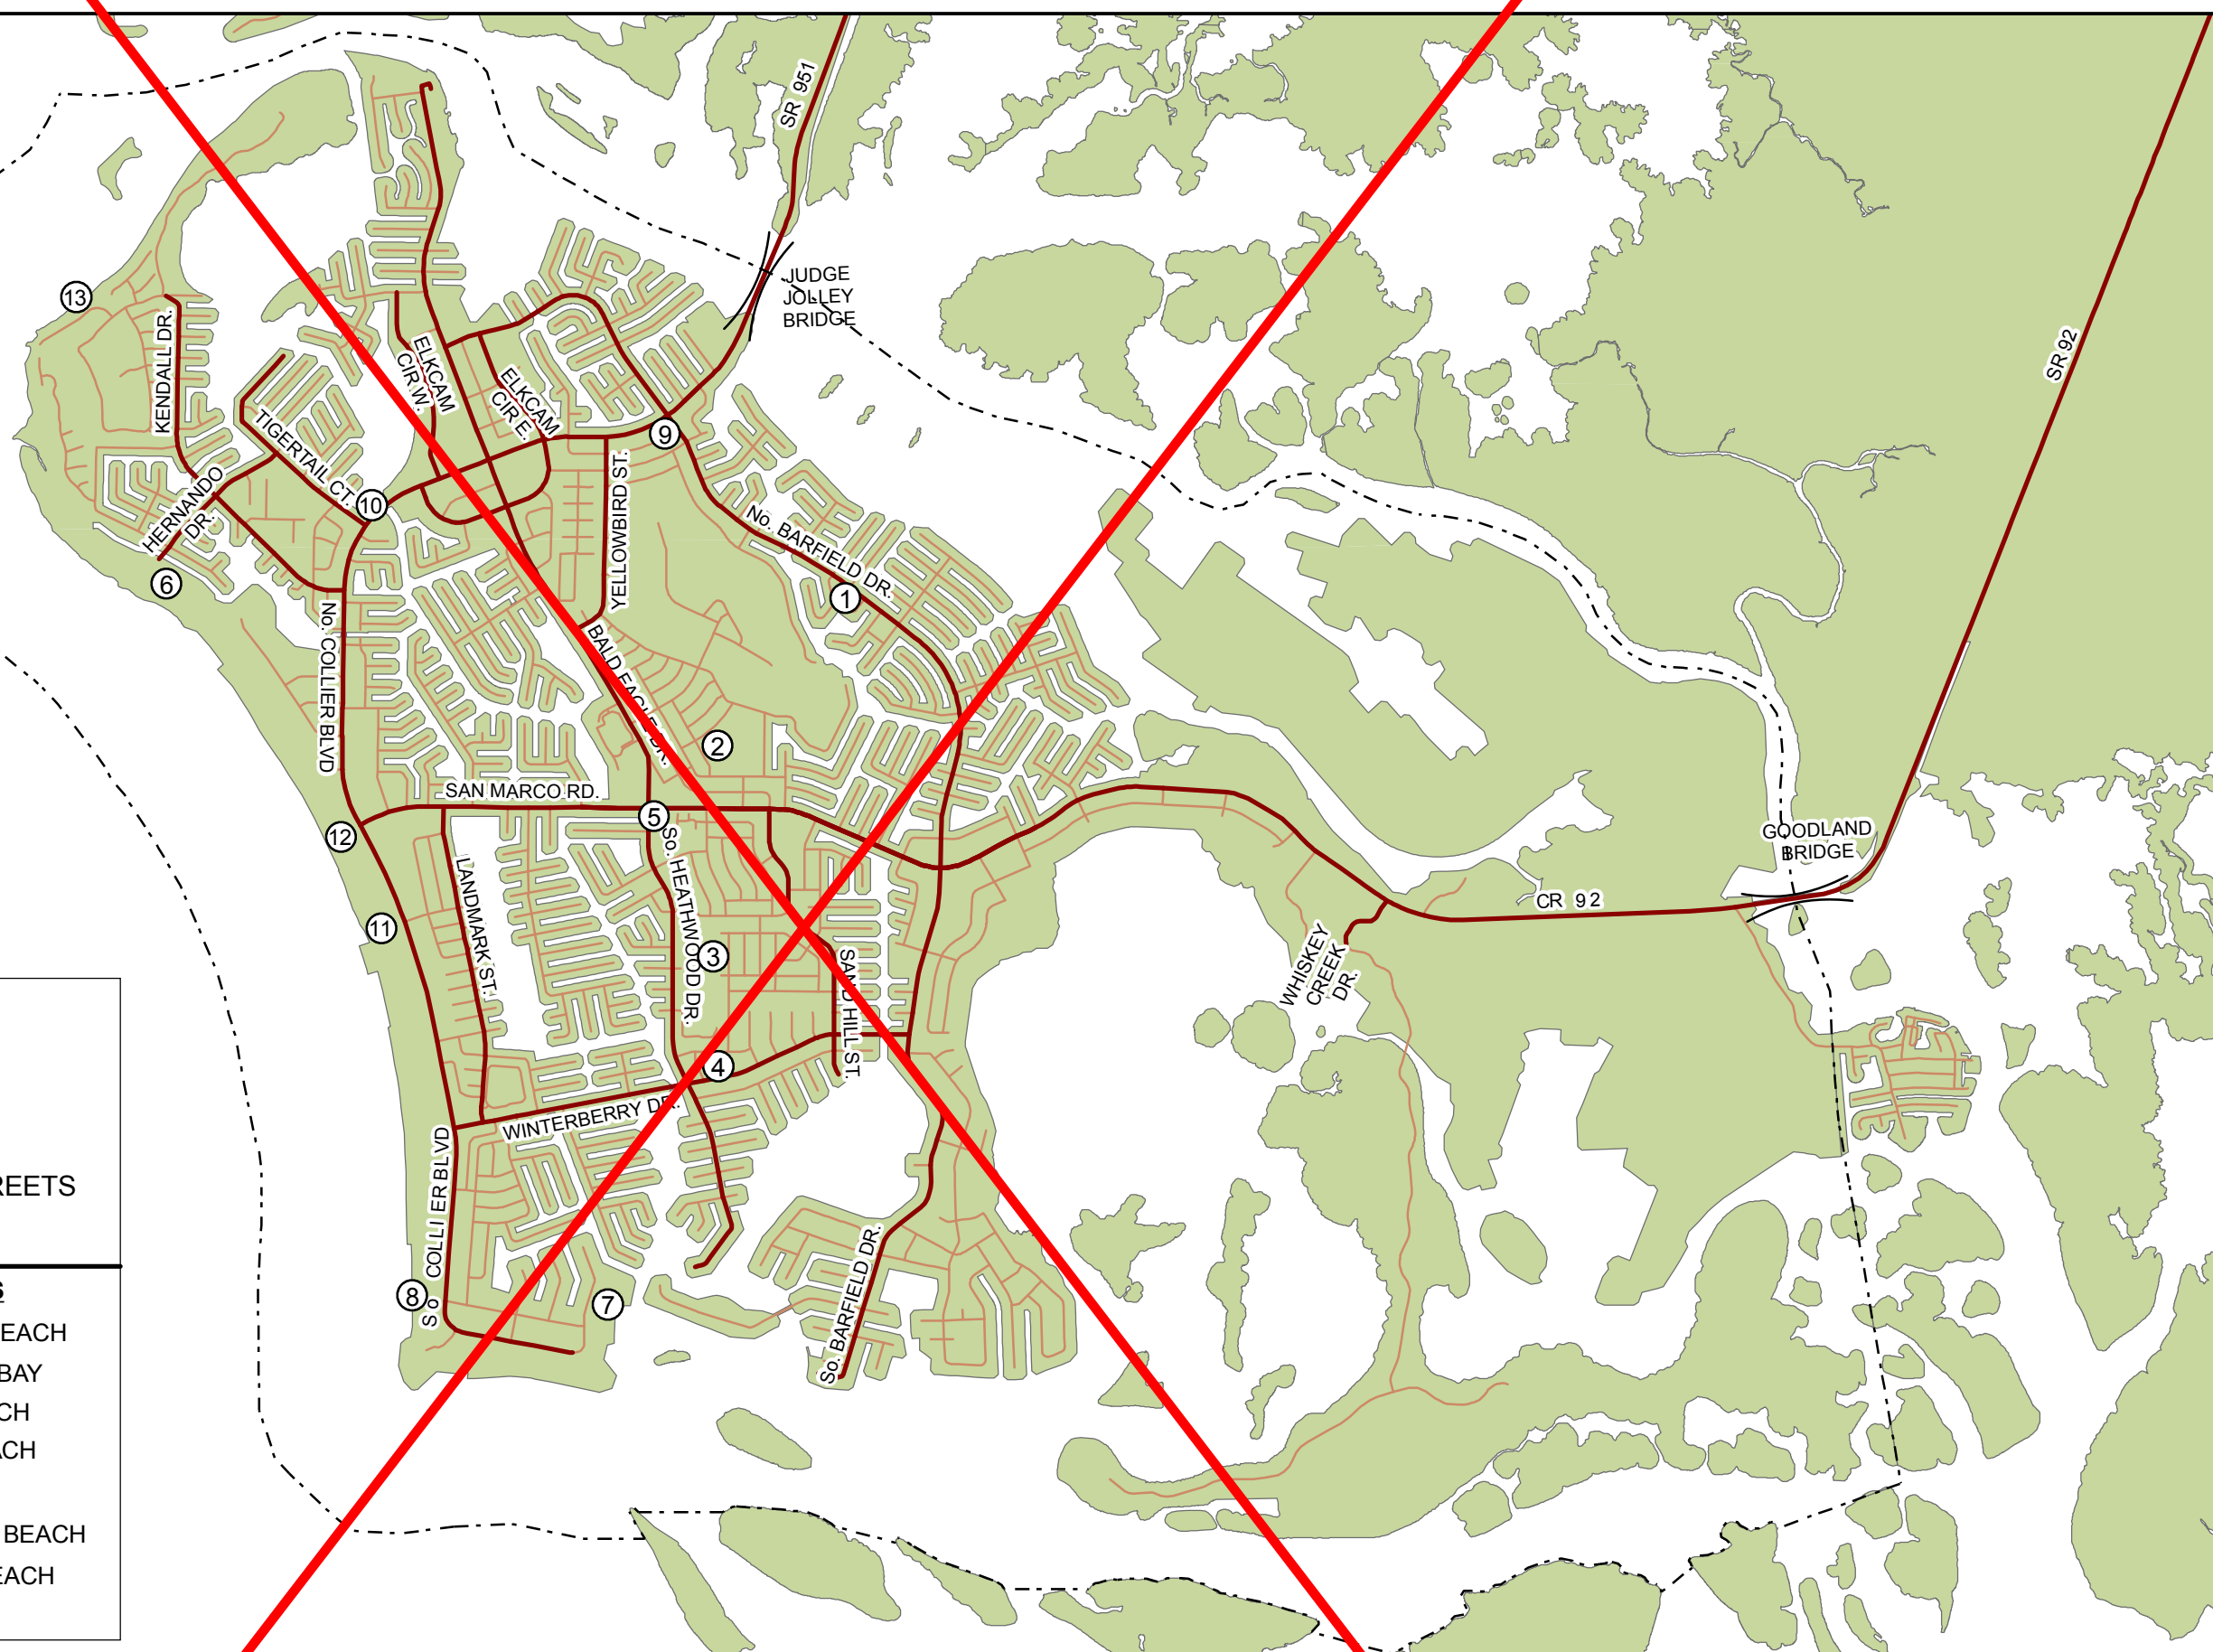 SR 951
JUDGE
JOLLEY
BRIDGE
13
KENDALL DR.
ELKCAM
CIR W.
ELKCAM
CIR E.
SR 92
9
TIGERTAIL CT.
10
HERNANDO
DR.
6
YELLOWBIRD ST.
No. BARFIELD DR.
1
No. COLLIER BLVD
BALD EAGLE DR.
2
SAN MARCO RD.
5
12
GOODLAND
BRIDGE
LANDMARK ST.
So. HEATHWOOD DR.
CR 92
11
3
SAND HILL ST.
WHISKEY
CREEK
DR.
4
WINTERBERRY DR.
So COLLIER BLVD
8
7
So. BARFIELD DR.
REETS
S
EACH
BAY
CH
ACH
BEACH
EACH